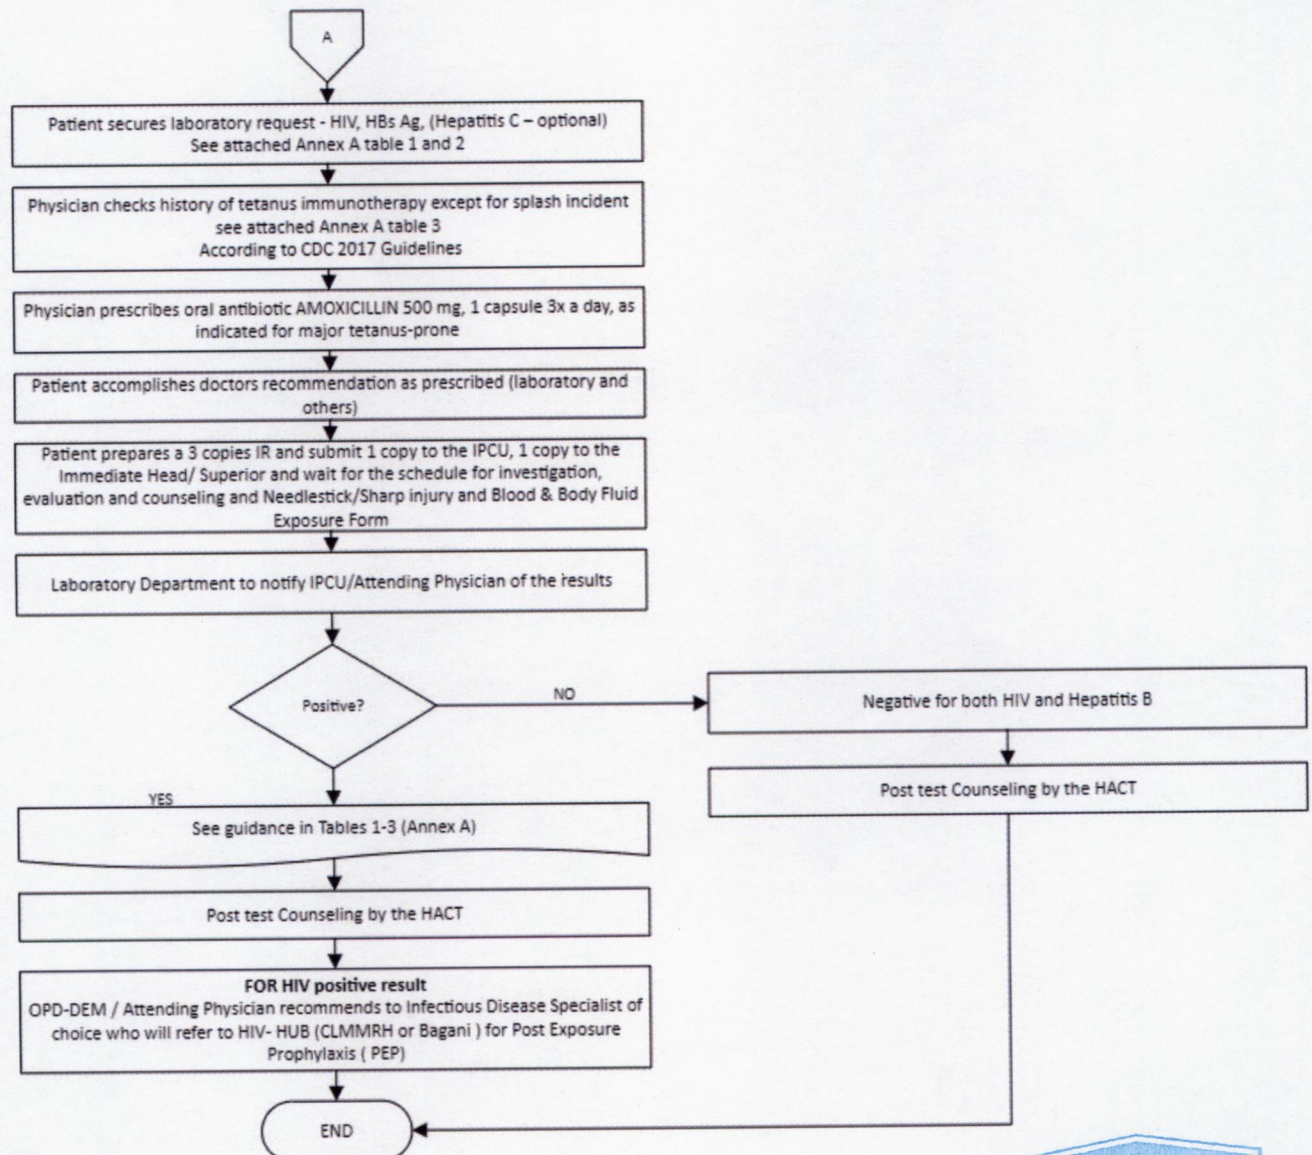 A
Patient secures laboratory request - HIV, HBs Ag, (Hepatitis C – optional)
See attached Annex A table 1 and 2
Physician checks history of tetanus immunotherapy except for splash incident
see attached Annex A table 3
According to CDC 2017 Guidelines
Physician prescribes oral antibiotic AMOXICILLIN 500 mg, 1 capsule 3x a day, as
indicated for major tetanus-prone
Patient accomplishes doctors recommendation as prescribed (laboratory and
others)
Patient prepares a 3 copies IR and submit 1 copy to the IPCU, 1 copy to the
Immediate Head/ Superior and wait for the schedule for investigation,
evaluation and counseling and Needlestick/Sharp injury and Blood & Body Fluid
Exposure Form
Laboratory Department to notify IPCU/Attending Physician of the results
Positive?
NO
Negative for both HIV and Hepatitis B
Post test Counseling by the HACT
YES
See guidance in Tables 1-3 (Annex A)
Post test Counseling by the HACT
FOR HIV positive result
OPD-DEM / Attending Physician recommends to Infectious Disease Specialist of
choice who will refer to HIV- HUB (CLMMRH or Bagani ) for Post Exposure
Prophylaxis ( PEP)
END